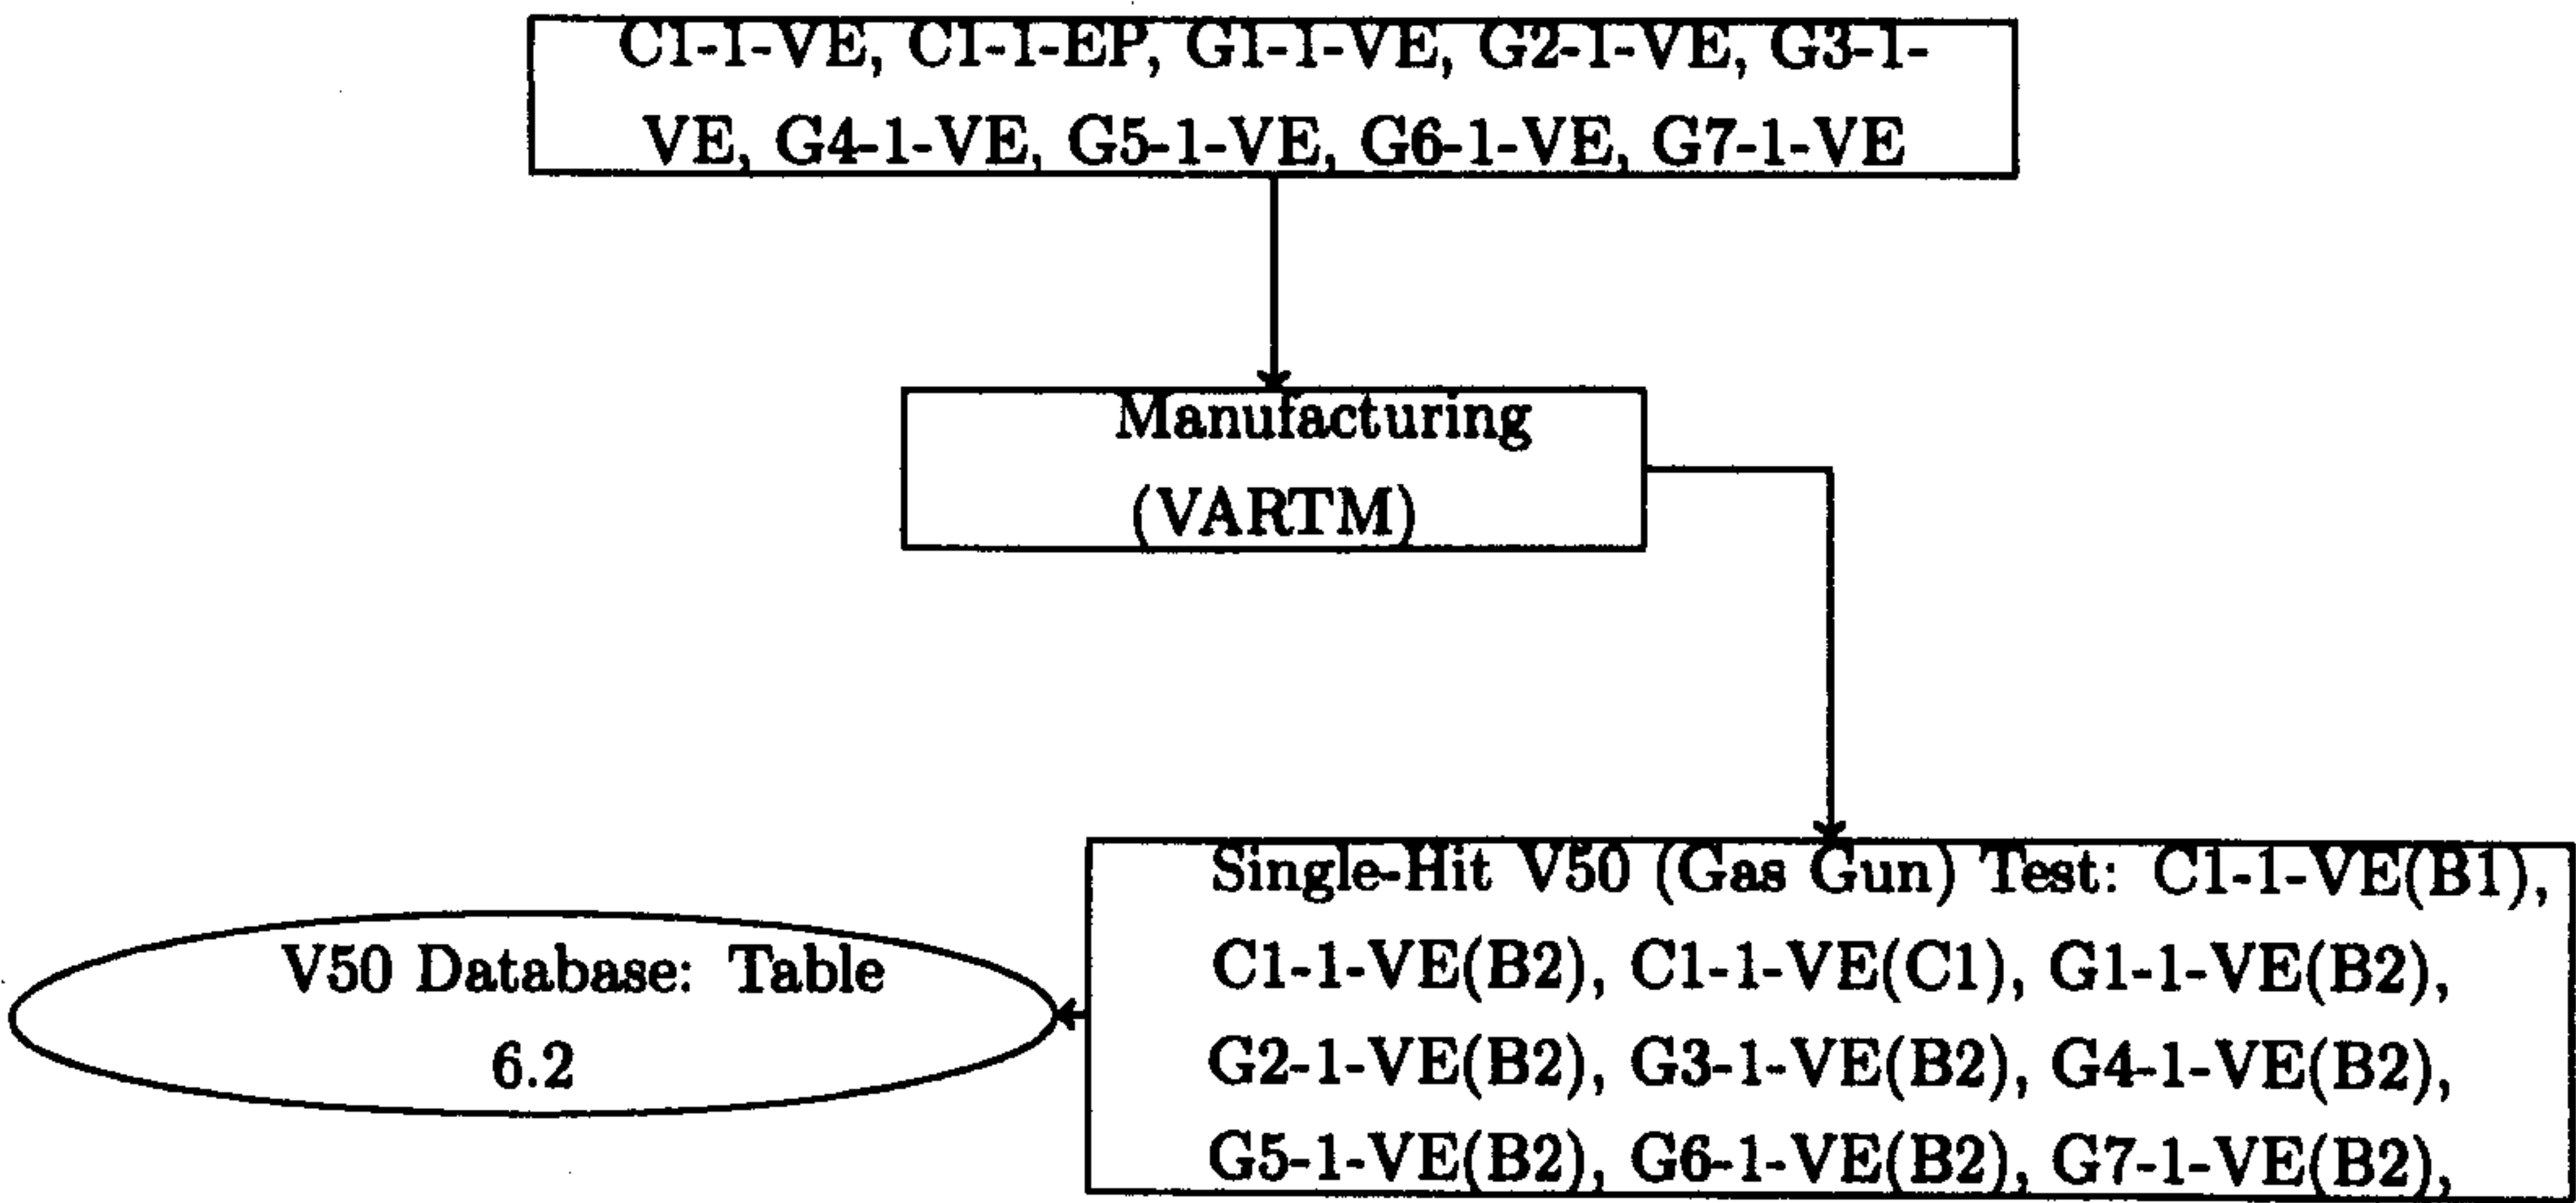 C1-1-VE, C1-1-EP, G1-1-VE, G2-1-VE, G3-1-
VE, G4-1-VE, G5-1-VE, G6-1-VE, G7-1-VE
Manufacturing
(VARTM)
Single-Hit V50 (Gas Gun) Test: C1-1-VE(B1),
C1-1-VE(B2), C1-1-VE(C1), G1-1-VE(B2),
G2-1-VE(B2), G3-1-VE(B2), G4-1-VE(B2),
G5-1-VE(B2), G6-1-VE(B2), G7-1-VE(B2),
V50 Database: Table
6.2